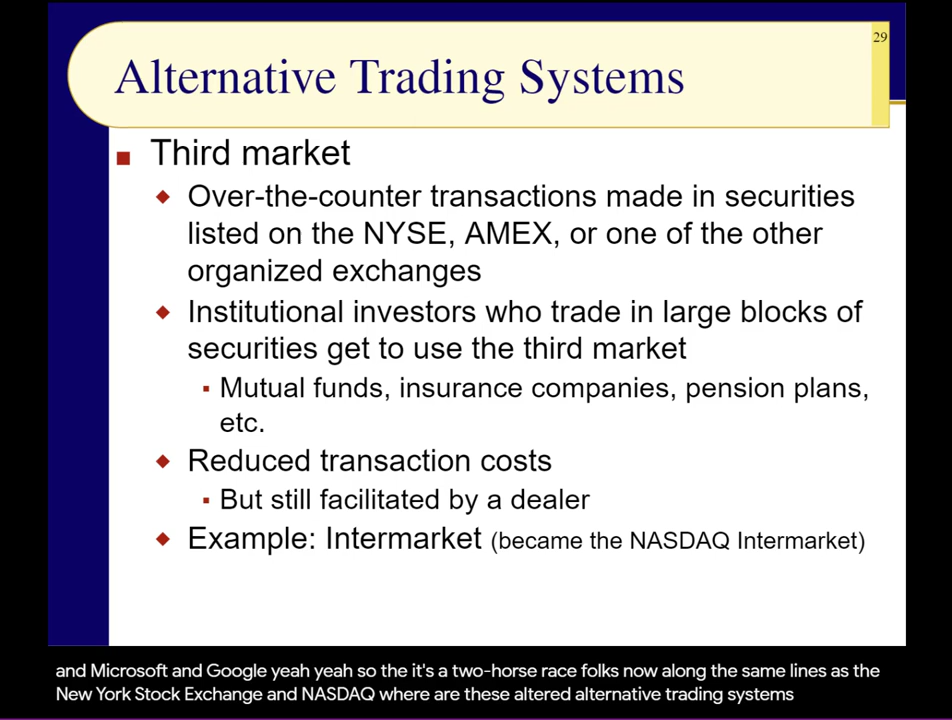 29
Alternative Trading Systems
Third market
Over-the-counter transactions made in securities
listed on the NYSE, AMEX, or one of the other
organized exchanges
Institutional investors who trade in large blocks of
securities get to use the third market
Mutual funds, insurance companies, pension plans,
etc.
Reduced transaction costs
But still facilitated by a dealer
Example: Intermarket (became the NASDAQ Intermarket)
and Microsoft and Google yeah yeah so the it's a two-horse race folks now along the same lines as the
New York Stock Exchange and NASDAQ where are these altered alternative trading systems